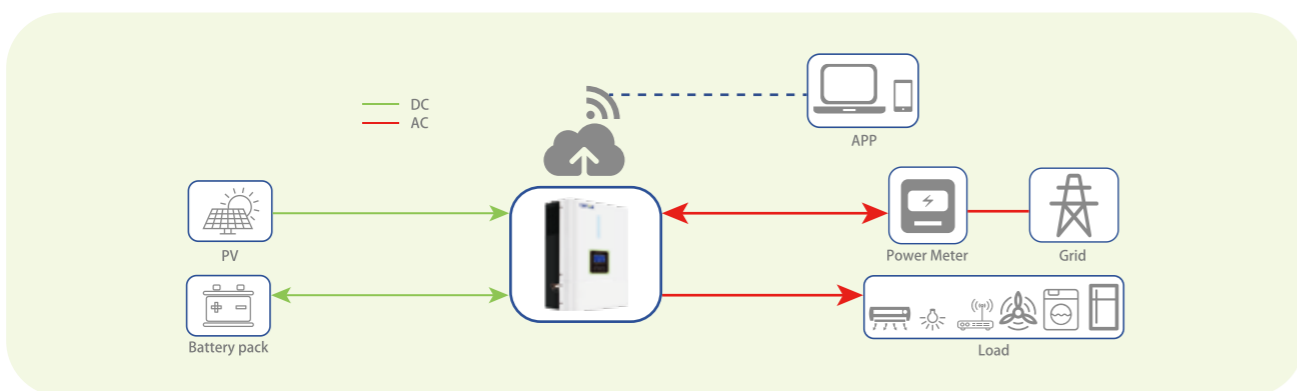 DC
AC
APP
PV
Power Meter
Grid
Battery pack
Load